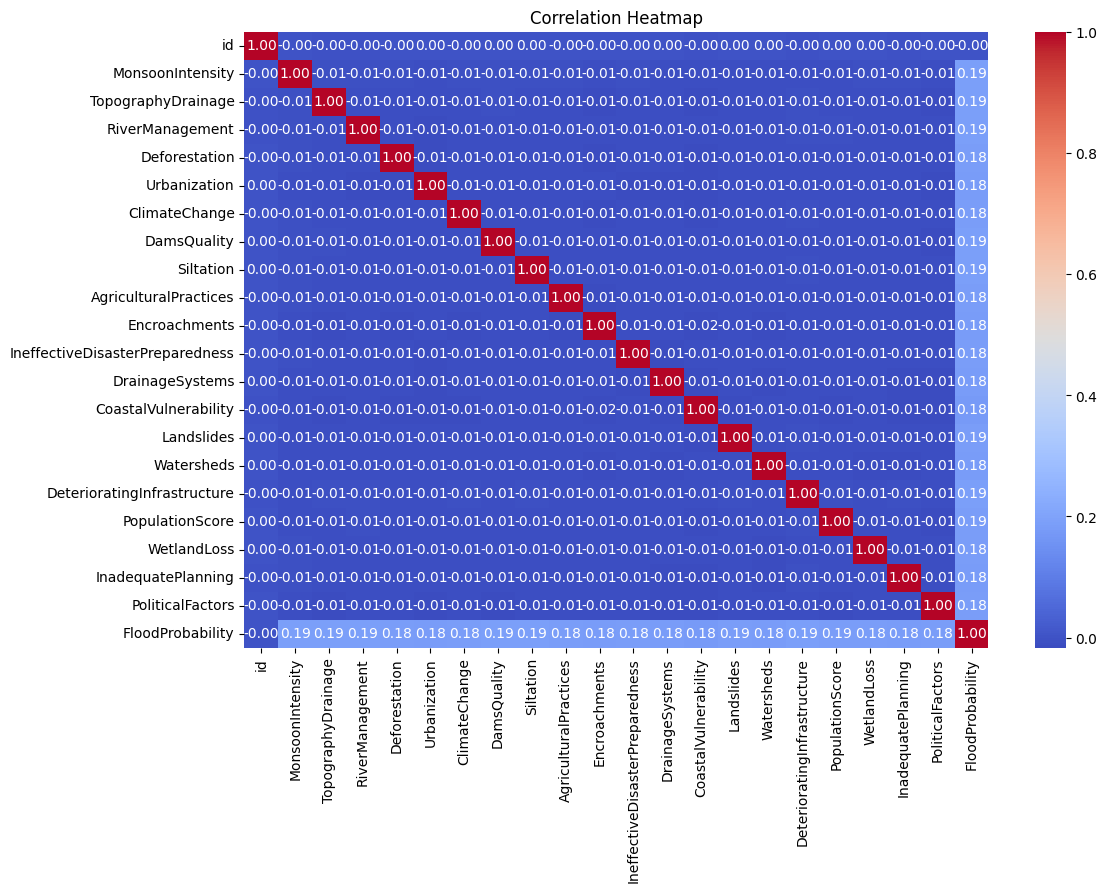 Correlation Heatmap
id 1.00 -0.00 -0.00 -0.00 -0.00 0.00 -0.00 0.00 0.00 -0.00 -0.00 -0.00 0.00 -0.00 0.00 0.00 -0.00 0.00 0.00 -0.00 -0.00 -0.00
MonsoonIntensity -0.00 1.00 -0.01 -0.01 -0.01 -0.01 -0.01 -0.01 -0.01 -0.01 -0.01 -0.01 -0.01 -0.01 -0.01 -0.01 -0.01 -0.01 -0.01 -0.01 -0.01 0.19
TopographyDrainage -0.00 -0.01 1.00 -0.01 -0.01 -0.01 -0.01 -0.01 -0.01 -0.01 -0.01 -0.01 -0.01 -0.01 -0.01 -0.01 -0.01 -0.01 -0.01 -0.01 -0.01 0.19
RiverManagement -0.00 -0.01 -0.01 1.00 -0.01 -0.01 -0.01 -0.01 -0.01 -0.01 -0.01 -0.01 -0.01 -0.01 -0.01 -0.01 -0.01 -0.01 -0.01 -0.01 -0.01 0.19
Deforestation -0.00 -0.01 -0.01 -0.01 1.00 -0.01 -0.01 -0.01 -0.01 -0.01 -0.01 -0.01 -0.01 -0.01 -0.01 -0.01 -0.01 -0.01 -0.01 -0.01 -0.01 0.18
Urbanization 0.00 -0.01 -0.01 -0.01 -0.01 1.00 -0.01 -0.01 -0.01 -0.01 -0.01 -0.01 -0.01 -0.01 -0.01 -0.01 -0.01 -0.01 -0.01 -0.01 -0.01 0.18
ClimateChange -0.00 -0.01 -0.01 -0.01 -0.01 -0.01 1.00 -0.01 -0.01 -0.01 -0.01 -0.01 -0.01 -0.01 -0.01 -0.01 -0.01 -0.01 -0.01 -0.01 -0.01 0.18
DamsQuality 0.00 -0.01 -0.01 -0.01 -0.01 -0.01 -0.01 1.00 -0.01 -0.01 -0.01 -0.01 -0.01 -0.01 -0.01 -0.01 -0.01 -0.01 -0.01 -0.01 -0.01 0.19
Siltation 0.00 -0.01 -0.01 -0.01 -0.01 -0.01 -0.01 -0.01 1.00 -0.01 -0.01 -0.01 -0.01 -0.01 -0.01 -0.01 -0.01 -0.01 -0.01 -0.01 -0.01 0.19
AgriculturalPractices -0.00 -0.01 -0.01 -0.01 -0.01 -0.01 -0.01 -0.01 -0.01 1.00 -0.01 -0.01 -0.01 -0.01 -0.01 -0.01 -0.01 -0.01 -0.01 -0.01 -0.01 0.18
Encroachments -0.00 -0.01 -0.01 -0.01 -0.01 -0.01 -0.01 -0.01 -0.01 -0.01 1.00 -0.01 -0.01 -0.02 -0.01 -0.01 -0.01 -0.01 -0.01 -0.01 -0.01 0.18
IneffectiveDisasterPreparedness -0.00 -0.01 -0.01 -0.01 -0.01 -0.01 -0.01 -0.01 -0.01 -0.01 -0.01 1.00 -0.01 -0.01 -0.01 -0.01 -0.01 -0.01 -0.01 -0.01 -0.01 0.18
DrainageSystems 0.00 -0.01 -0.01 -0.01 -0.01 -0.01 -0.01 -0.01 -0.01 -0.01 -0.01 -0.01 1.00 -0.01 -0.01 -0.01 -0.01 -0.01 -0.01 -0.01 -0.01 0.18
CoastalVulnerability -0.00 -0.01 -0.01 -0.01 -0.01 -0.01 -0.01 -0.01 -0.01 -0.01 -0.02 -0.01 -0.01 1.00 -0.01 -0.01 -0.01 -0.01 -0.01 -0.01 -0.01 0.18
Landslides 0.00 -0.01 -0.01 -0.01 -0.01 -0.01 -0.01 -0.01 -0.01 -0.01 -0.01 -0.01 -0.01 -0.01 1.00 -0.01 -0.01 -0.01 -0.01 -0.01 -0.01 0.19
Watersheds 0.00 -0.01 -0.01 -0.01 -0.01 -0.01 -0.01 -0.01 -0.01 -0.01 -0.01 -0.01 -0.01 -0.01 -0.01 1.00 -0.01 -0.01 -0.01 -0.01 -0.01 0.18
DeterioratingInfrastructure -0.00 -0.01 -0.01 -0.01 -0.01 -0.01 -0.01 -0.01 -0.01 -0.01 -0.01 -0.01 -0.01 -0.01 -0.01 -0.01 1.00 -0.01 -0.01 -0.01 -0.01 0.19
PopulationScore 0.00 -0.01 -0.01 -0.01 -0.01 -0.01 -0.01 -0.01 -0.01 -0.01 -0.01 -0.01 -0.01 -0.01 -0.01 -0.01 -0.01 1.00 -0.01 -0.01 -0.01 0.19
WetlandLoss 0.00 -0.01 -0.01 -0.01 -0.01 -0.01 -0.01 -0.01 -0.01 -0.01 -0.01 -0.01 -0.01 -0.01 -0.01 -0.01 -0.01 -0.01 1.00 -0.01 -0.01 0.18
InadequatePlanning -0.00 -0.01 -0.01 -0.01 -0.01 -0.01 -0.01 -0.01 -0.01 -0.01 -0.01 -0.01 -0.01 -0.01 -0.01 -0.01 -0.01 -0.01 -0.01 1.00 -0.01 0.18
PoliticalFactors -0.00 -0.01 -0.01 -0.01 -0.01 -0.01 -0.01 -0.01 -0.01 -0.01 -0.01 -0.01 -0.01 -0.01 -0.01 -0.01 -0.01 -0.01 -0.01 -0.01 1.00 0.18
FloodProbability -0.00 0.19 0.19 0.19 0.18 0.18 0.18 0.19 0.19 0.18 0.18 0.18 0.18 0.18 0.19 0.18 0.19 0.19 0.18 0.18 0.18 1.00
id
MonsoonIntensity
TopographyDrainage
RiverManagement
Deforestation
Urbanization
ClimateChange
DamsQuality
Siltation
AgriculturalPractices
Encroachments
IneffectiveDisasterPreparedness
DrainageSystems
CoastalVulnerability
Landslides
Watersheds
DeterioratingInfrastructure
PopulationScore
WetlandLoss
InadequatePlanning
PoliticalFactors
FloodProbability
1.0
0.8
0.6
0.4
0.2
0.0